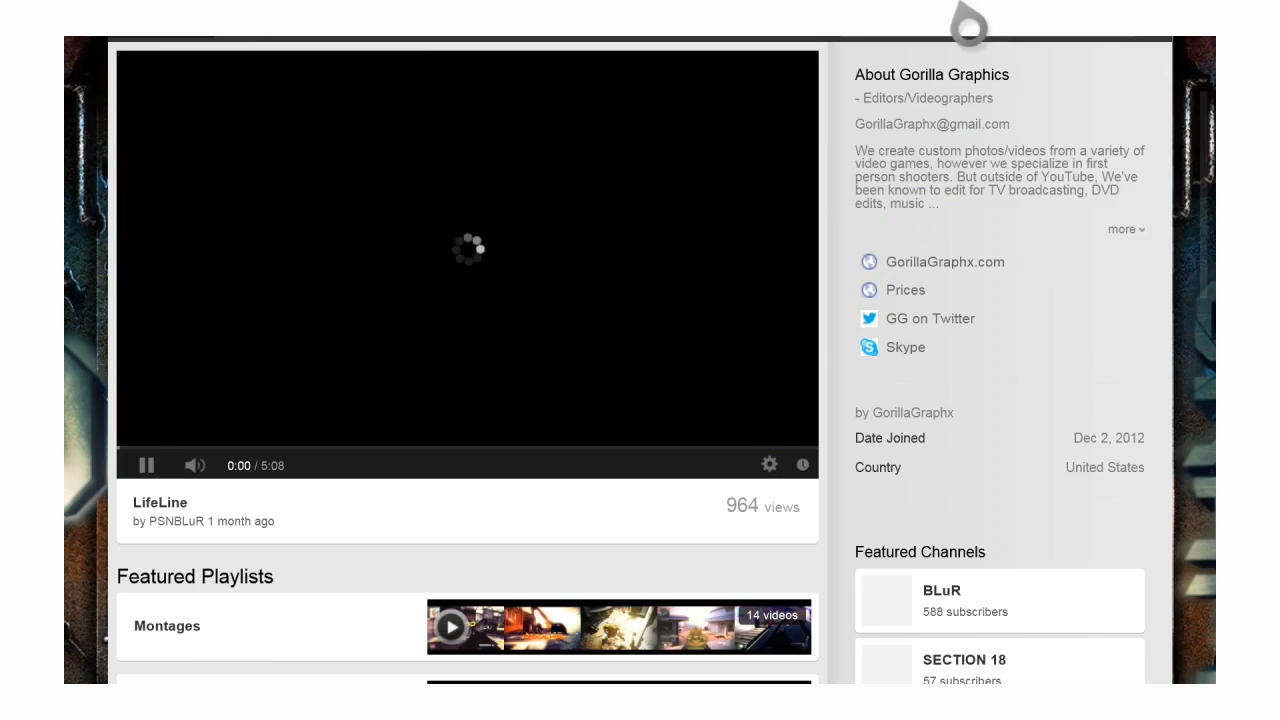 0:00 / 5:08
LifeLine
by PSNBLuR 1 month ago
964 views
Featured Playlists
Montages
14 videos
About Gorilla Graphics
- Editors/Videographers
GorillaGraphx@gmail.com
We create custom photos/videos from a variety of
video games, however we specialize in first
person shooters. But outside of YouTube, We've
been known to edit for TV broadcasting, DVD
edits, music ...
more
GorillaGraphx.com
Prices
GG on Twitter
Skype
by GorillaGraphx
Date Joined Dec 2, 2012
Country United States
Featured Channels
BLuR
588 subscribers
SECTION 18
57 subscribers